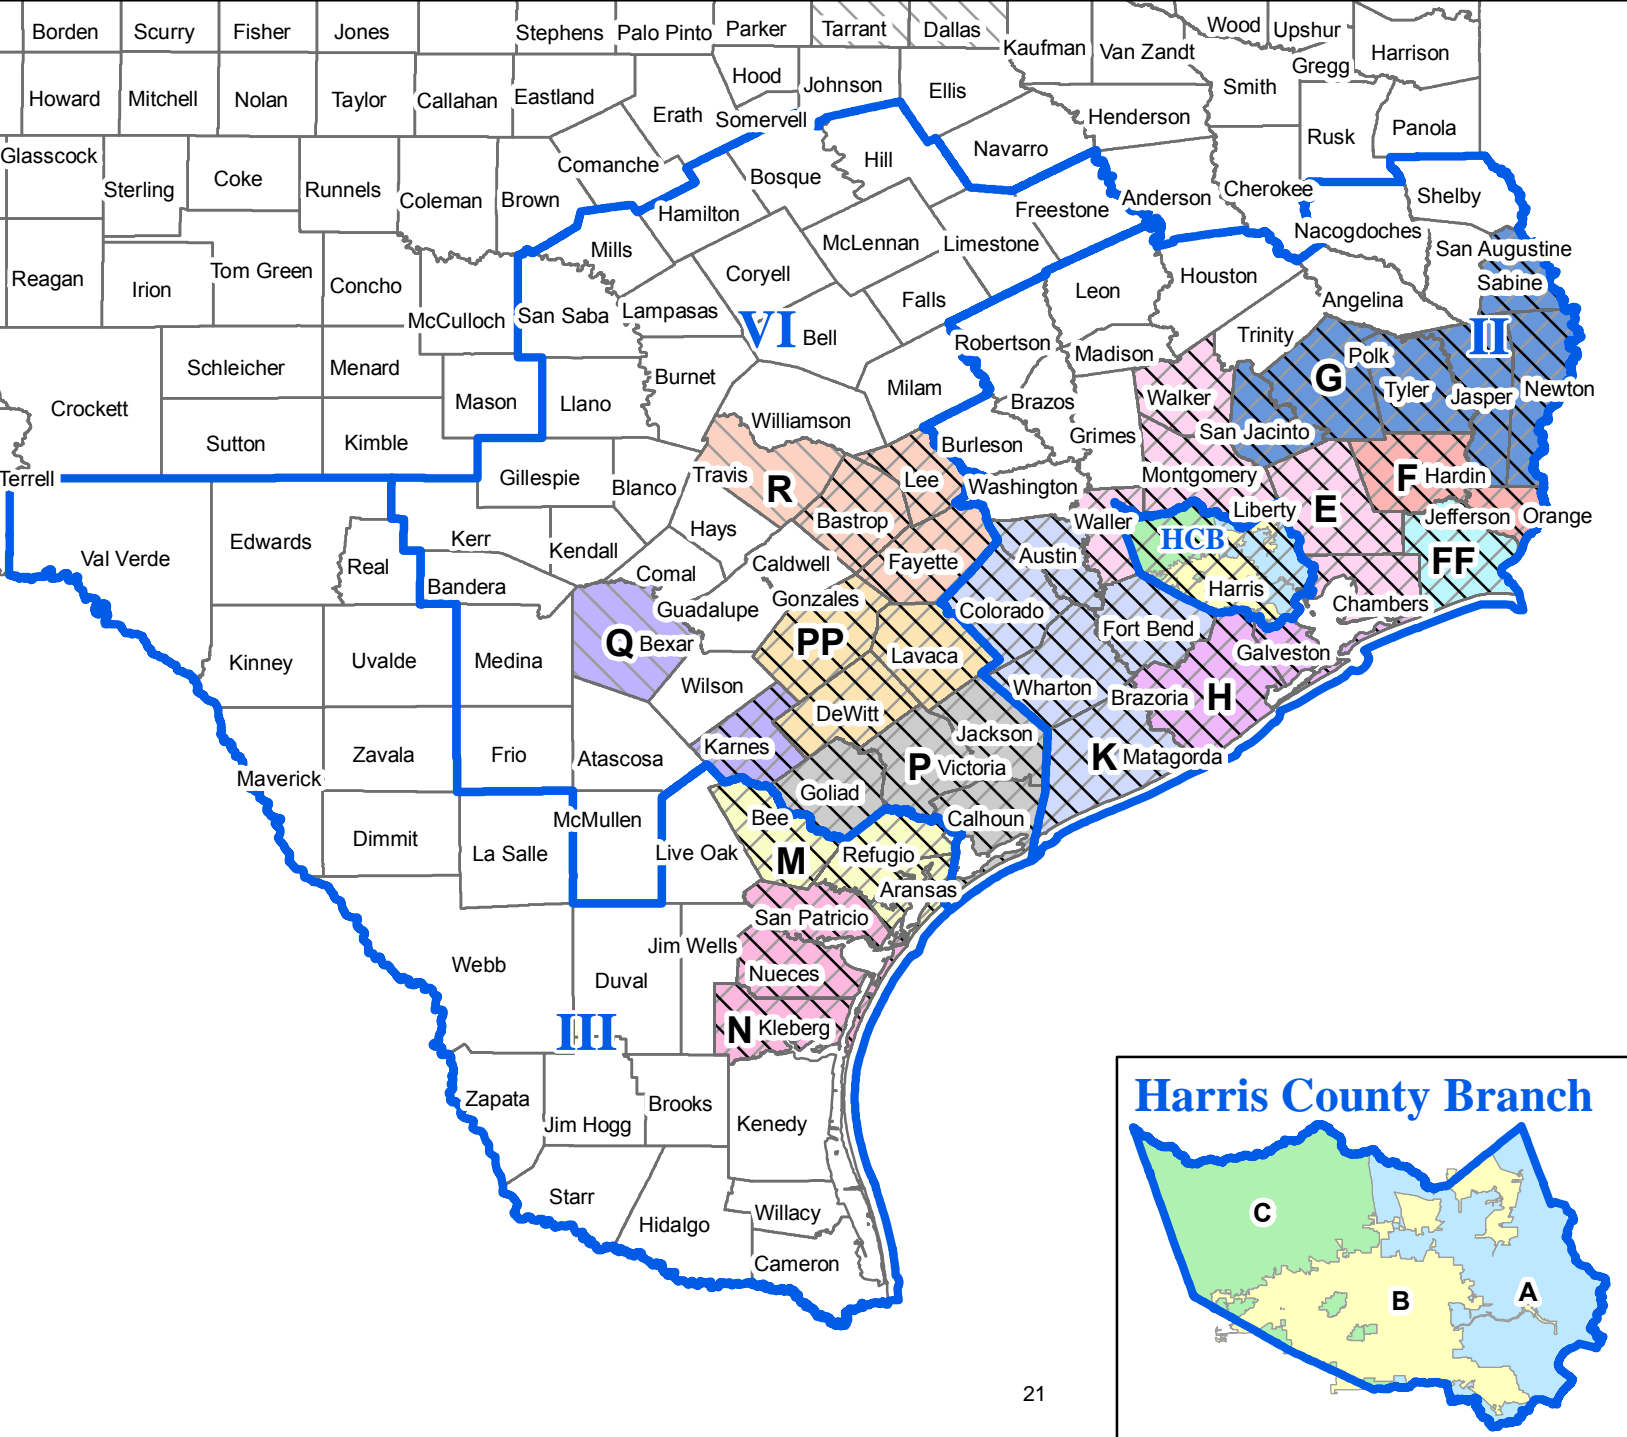 Borden Scurry Fisher Jones Stephens Palo Pinto Parker Tarrant Dallas Kaufman Van Zandt Wood Upshur Harrison
Gregg
Howard Mitchell Nolan Taylor Callahan Eastland Erath Hood Johnson Ellis Henderson Smith Rusk Panola
Somervell
Glasscock Sterling Coke Runnels Coleman Brown Comanche Bosque Hill Navarro Anderson Cherokee Shelby
Hamilton Freestone Nacogdoches
Reagan Irion Tom Green Concho Mills Coryell McLennan Limestone Houston San Augustine
Sabine
McCulloch San Saba Lampasas VI Bell Falls Leon Angelina
Robertson Trinity II
Schleicher Menard Burnet Milam Madison Polk
Crockett Mason Llano Brazos Walker G Tyler Jasper Newton
Sutton Kimble Williamson Burleson Grimes San Jacinto
Terrell Gillespie Blanco Travis R Lee Washington Montgomery F Hardin
Val Verde Edwards Real Kerr Kendall Hays Bastrop Waller Liberty E Jefferson Orange
HCB
Bandera Comal Caldwell Fayette Austin Harris FF
Guadalupe Gonzales Colorado Chambers
Kinney Uvalde Medina Q Bexar PP Lavaca Fort Bend Galveston
Wilson Wharton Brazoria H
DeWitt
Maverick Zavala Frio Atascosa Karnes Jackson K Matagorda
P Victoria
Goliad
Dimmit La Salle McMullen Live Oak Bee Calhoun
M Refugio
Aransas
San Patricio
Webb Duval Jim Wells Nueces
III N Kleberg
Zapata Jim Hogg Brooks Kenedy
Starr Hidalgo Willacy
Cameron
Harris County Branch
C
B A
21